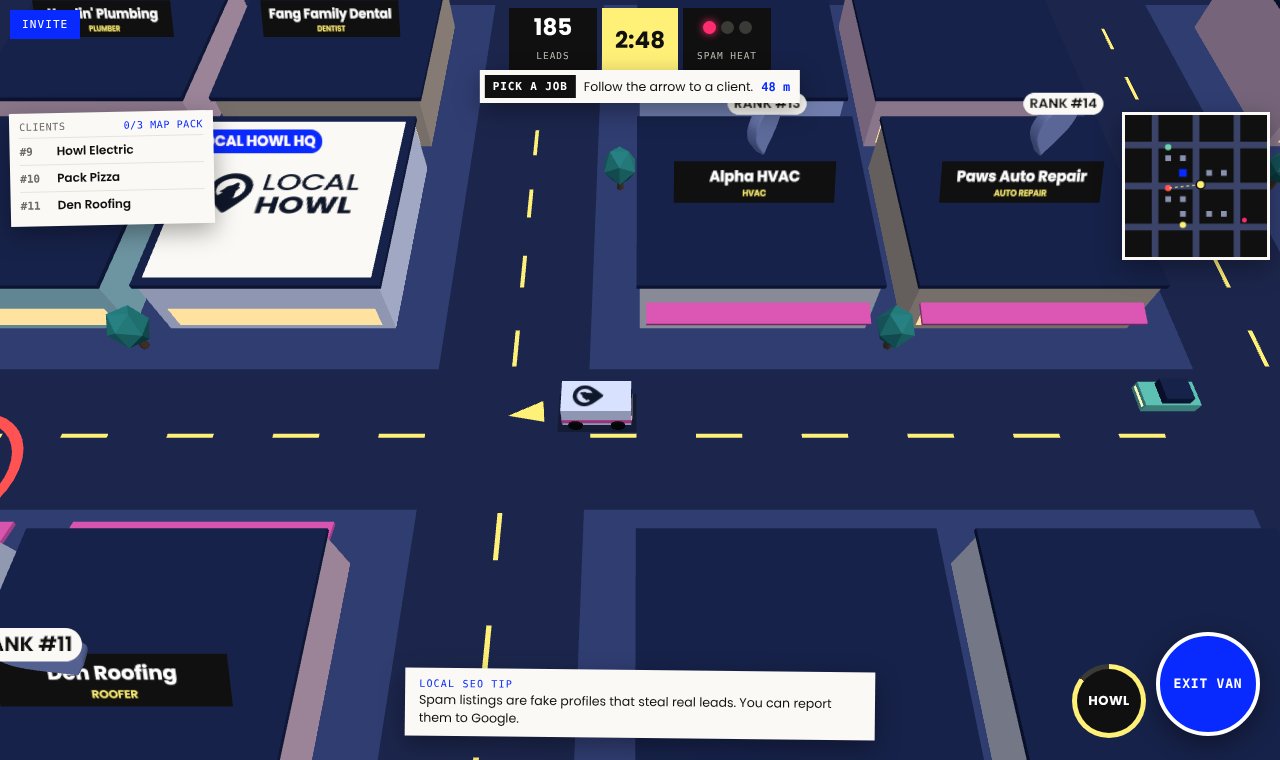 INVITE
PLUMBER
Fang Family Dental
DENTIST
185
LEADS
2:48
SPAM HEAT
PICK A JOB Follow the arrow to a client. 48 m
RANK #13
RANK #14
CLIENTS 0/3 MAP PACK
#9 Howl Electric
#10 Pack Pizza
#11 Den Roofing
HOWL HQ
LOCAL
HOWL
Alpha HVAC
HVAC
Paws Auto Repair
AUTO REPAIR
#11
Den Roofing
ROOFER
LOCAL SEO TIP
Spam listings are fake profiles that steal real leads. You can report
them to Google.
HOWL
EXIT VAN